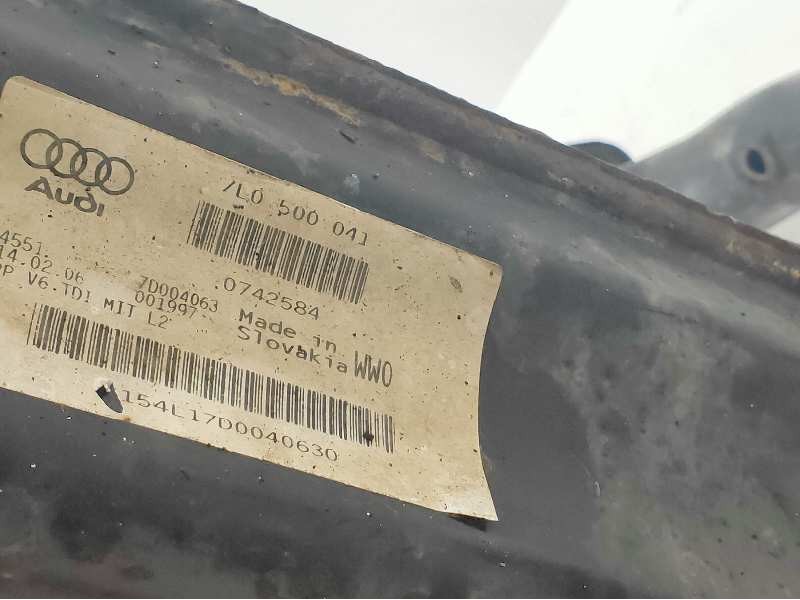 Audi
7L0 500 041
0742584
4551.
14.02.06 7D004063
V6.TDI MIT L2 001997
Made in
Slovakia WWO
154L17D0040630